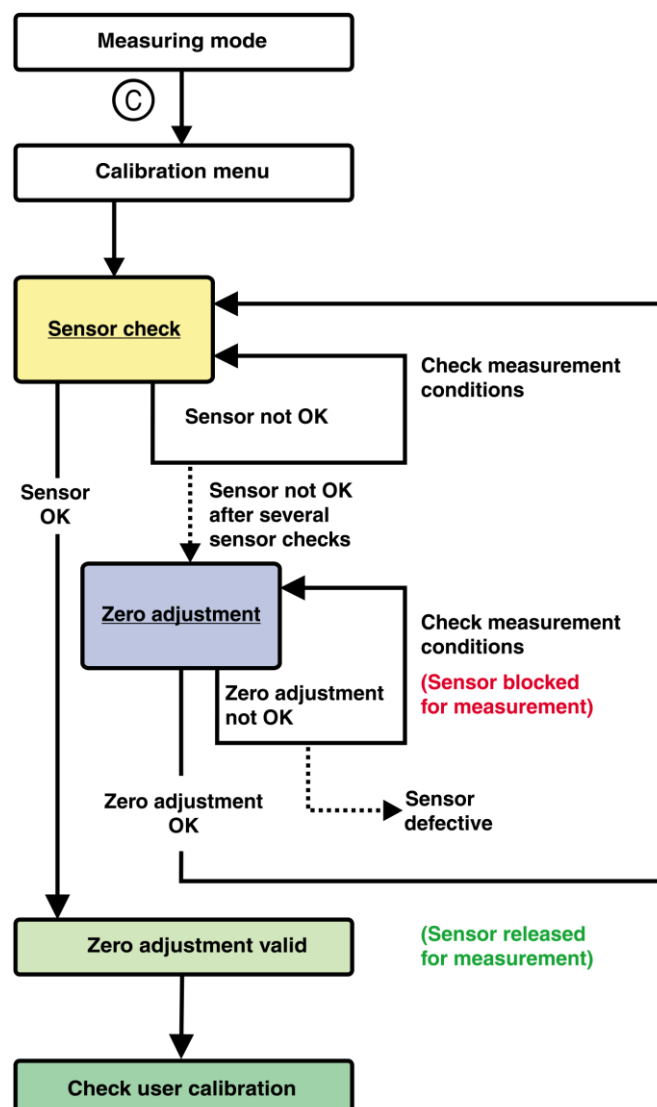 Measuring mode
C
Calibration menu
Sensor check
Check measurement
conditions
Sensor not OK
Sensor
OK
Sensor not OK
after several
sensor checks
Zero adjustment
Check measurement
conditions
(Sensor blocked
for measurement)
Zero adjustment
not OK
Zero adjustment
OK
Sensor
defective
Zero adjustment valid
(Sensor released
for measurement)
Check user calibration